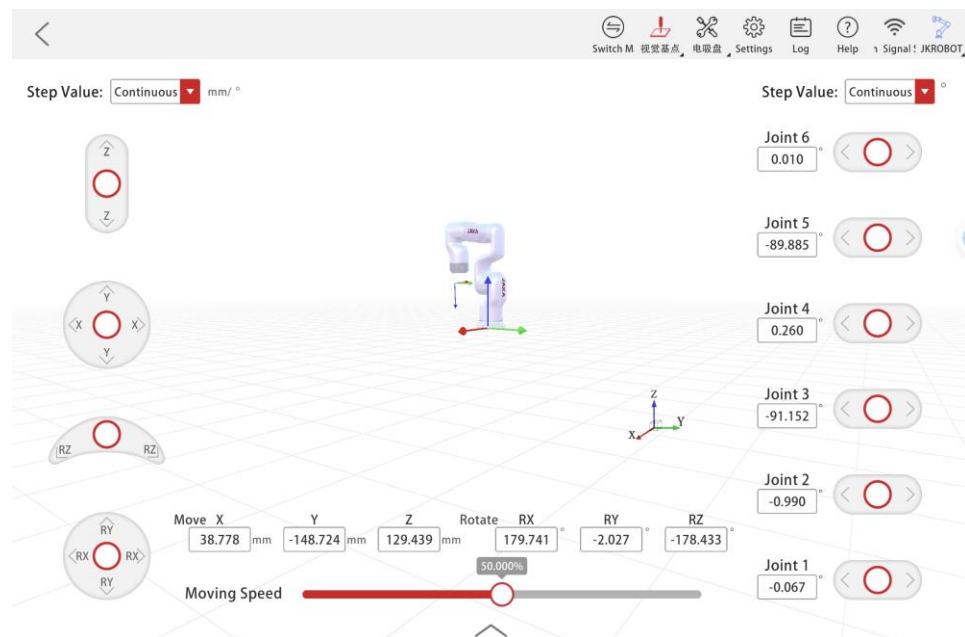 Switch M 视觉基点 电吸盘 Settings Log Help Signal JKROBOT
Step Value: Continuous mm/ °
Step Value: Continuous °
Z
Z
Y
X X
Y
RZ RZ
RY
RX RX
RY
JAKA
JAKA
Z
X Y
Joint 6
0.010 °
Joint 5
-89.885 °
Joint 4
0.260 °
Joint 3
-91.152 °
Joint 2
-0.990 °
Joint 1
-0.067 °
Move X Y Z Rotate RX RY RZ
38.778 mm -148.724 mm 129.439 mm 179.741 ° -2.027 ° -178.433 °
50.000%
Moving Speed